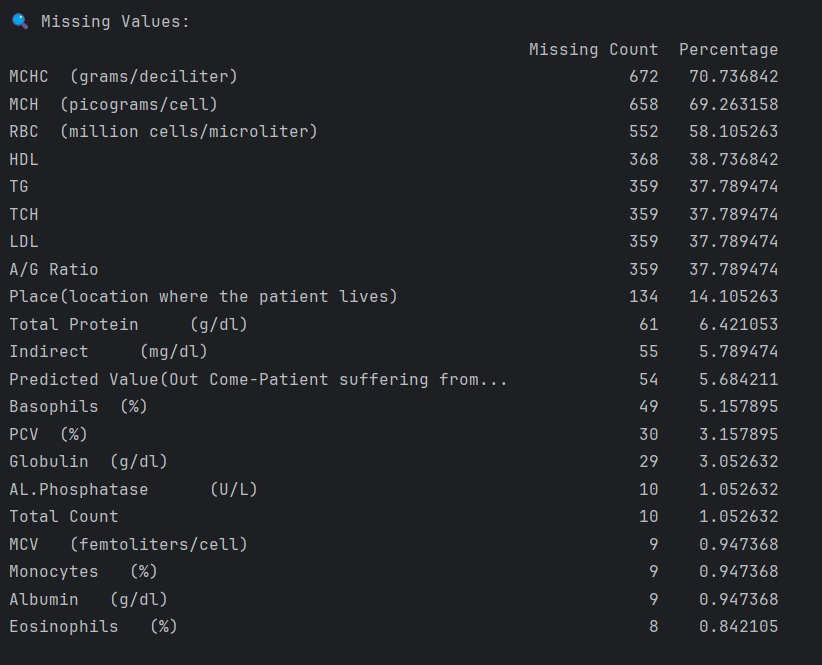 🔍 Missing Values:
Missing Count  Percentage
MCHC  (grams/deciliter)  672  70.736842
MCH  (picograms/cell)  658  69.263158
RBC  (million cells/microliter)  552  58.105263
HDL  368  38.736842
TG  359  37.789474
TCH  359  37.789474
LDL  359  37.789474
A/G Ratio  359  37.789474
Place(location where the patient lives)  134  14.105263
Total Protein     (g/dl)  61  6.421053
Indirect     (mg/dl)  55  5.789474
Predicted Value(Out Come-Patient suffering from...  54  5.684211
Basophils  (%)  49  5.157895
PCV  (%)  30  3.157895
Globulin  (g/dl)  29  3.052632
AL.Phosphatase      (U/L)  10  1.052632
Total Count  10  1.052632
MCV   (femtoliters/cell)  9  0.947368
Monocytes   (%)  9  0.947368
Albumin   (g/dl)  9  0.947368
Eosinophils   (%)  8  0.842105